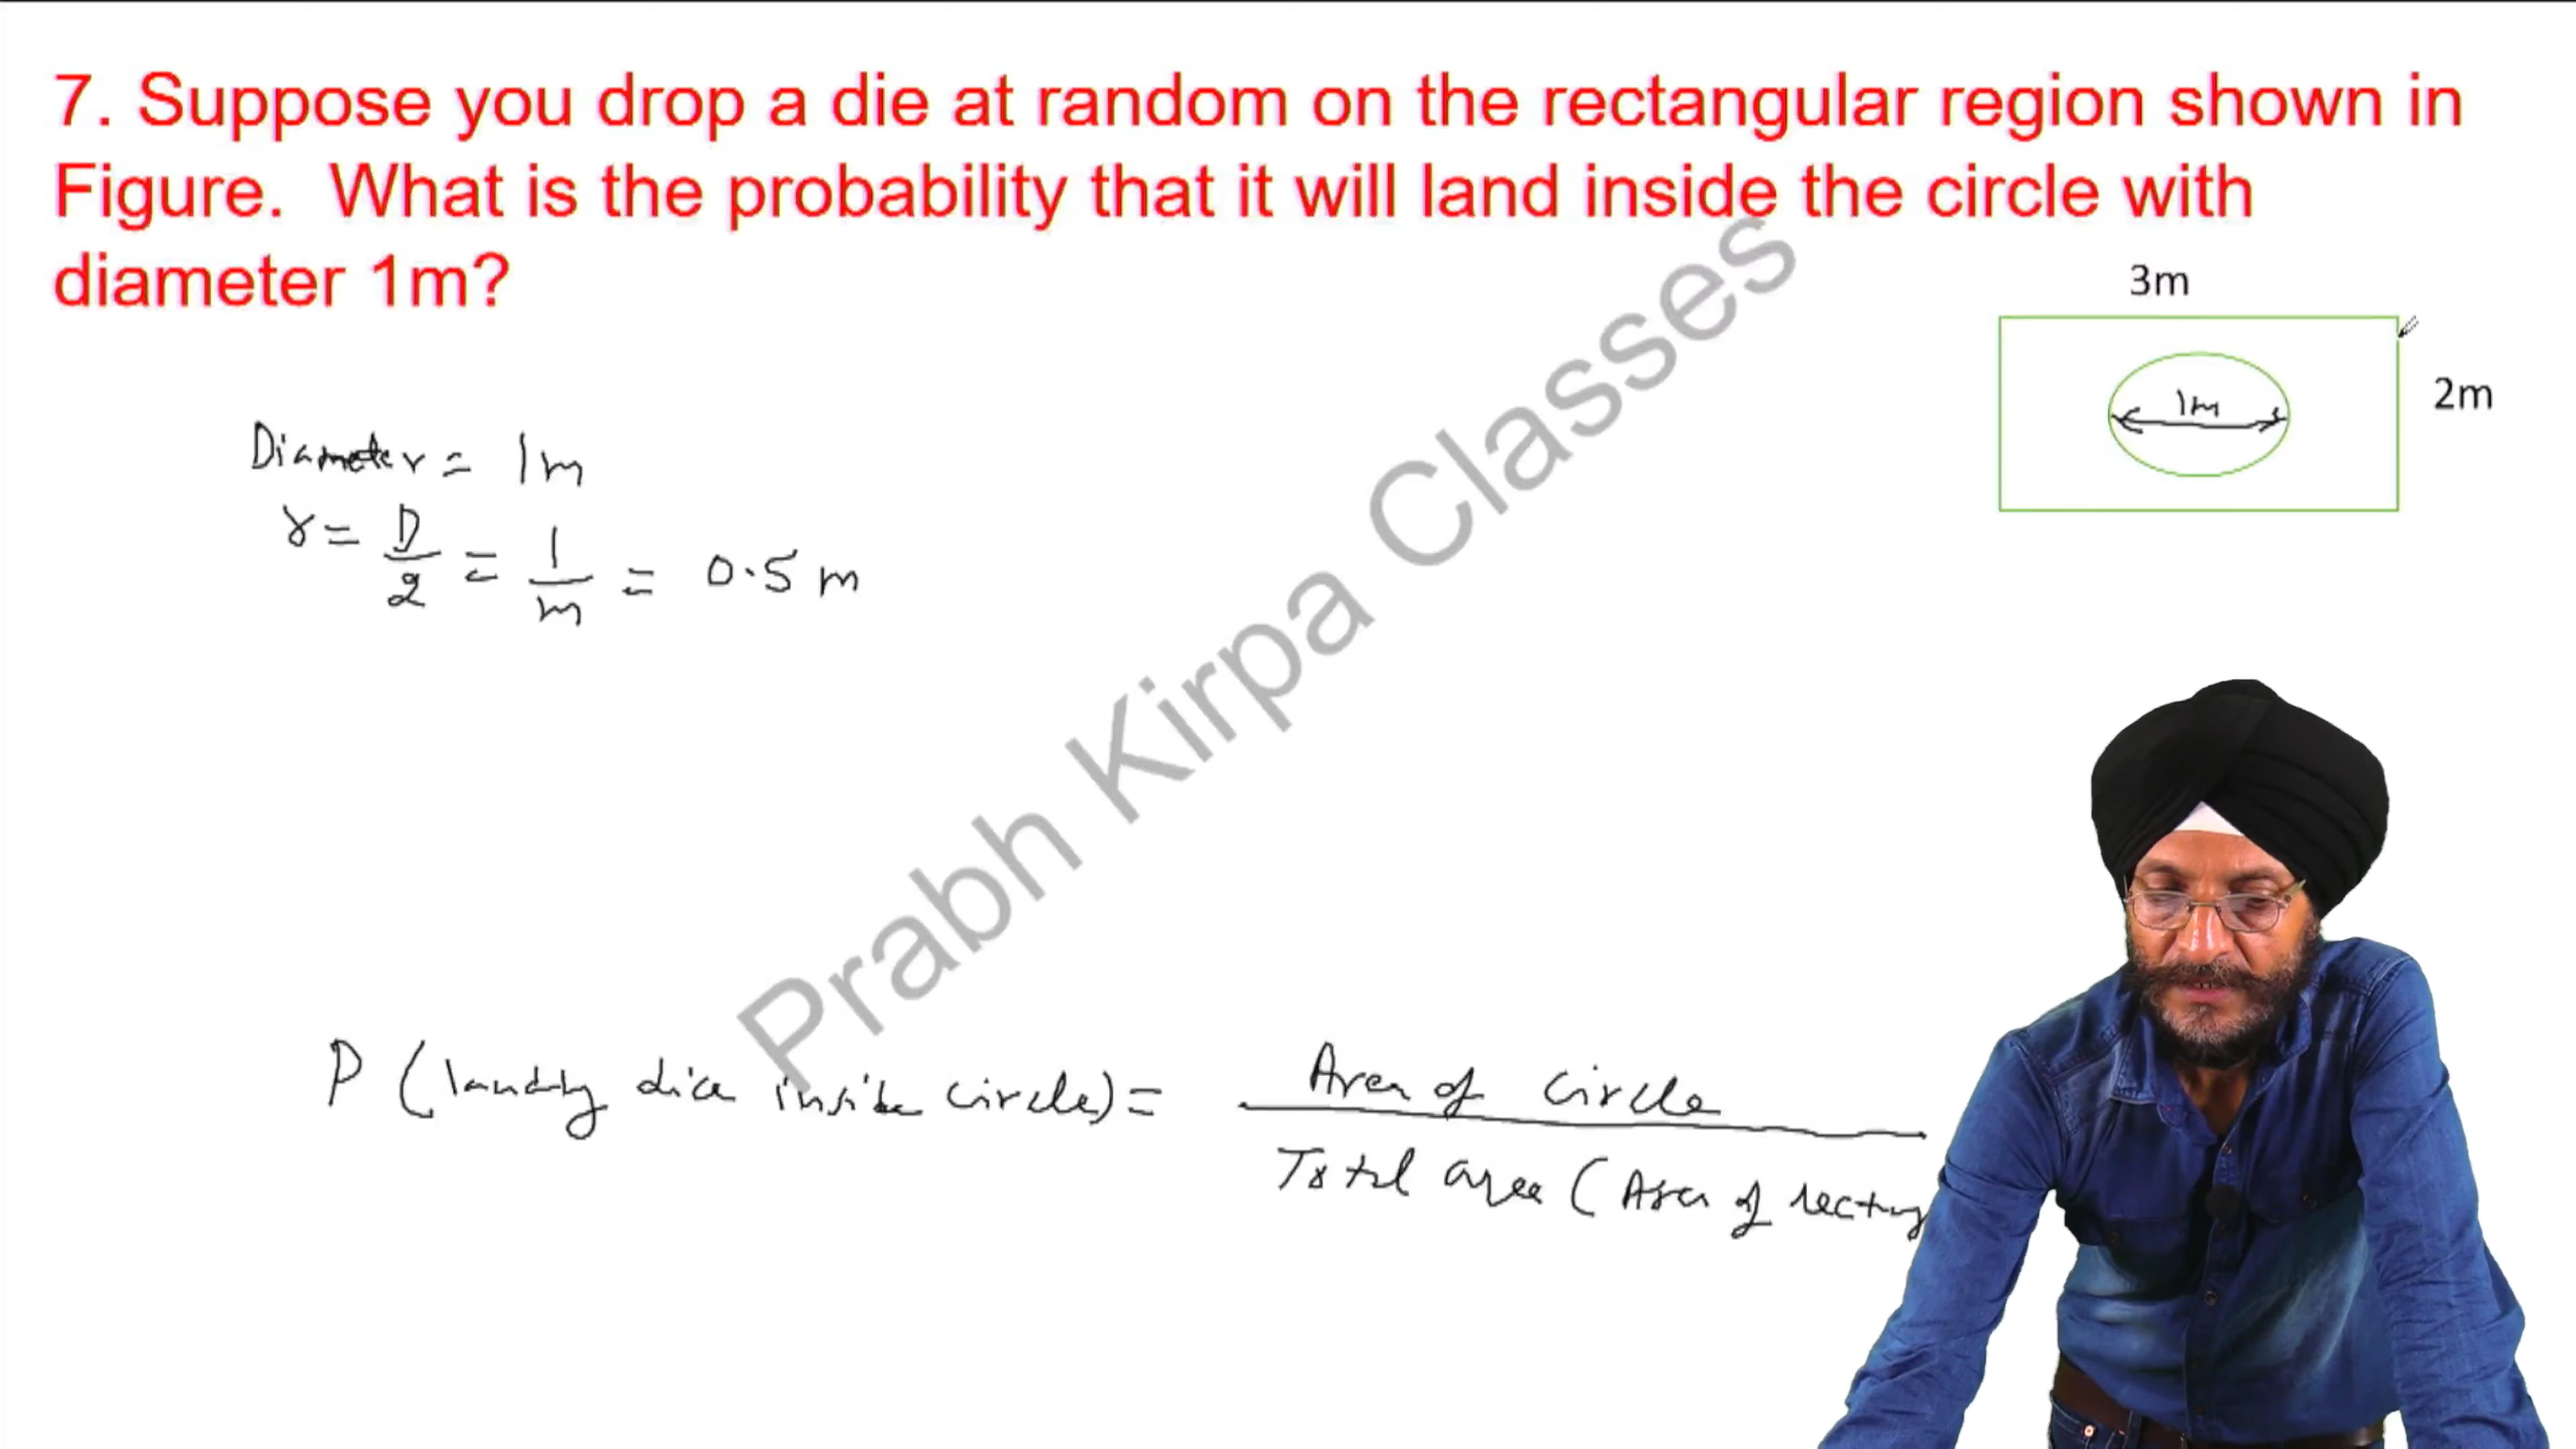 7. Suppose you drop a die at random on the rectangular region shown in
Figure. What is the probability that it will land inside the circle with
diameter 1m?
3m
1m
2m
Diameter = 1m
r = D/2 = 1/m = 0.5 m
Prabh Kirpa Classes
P (landing dice inside circle) = Area of circle
Total area (Area of